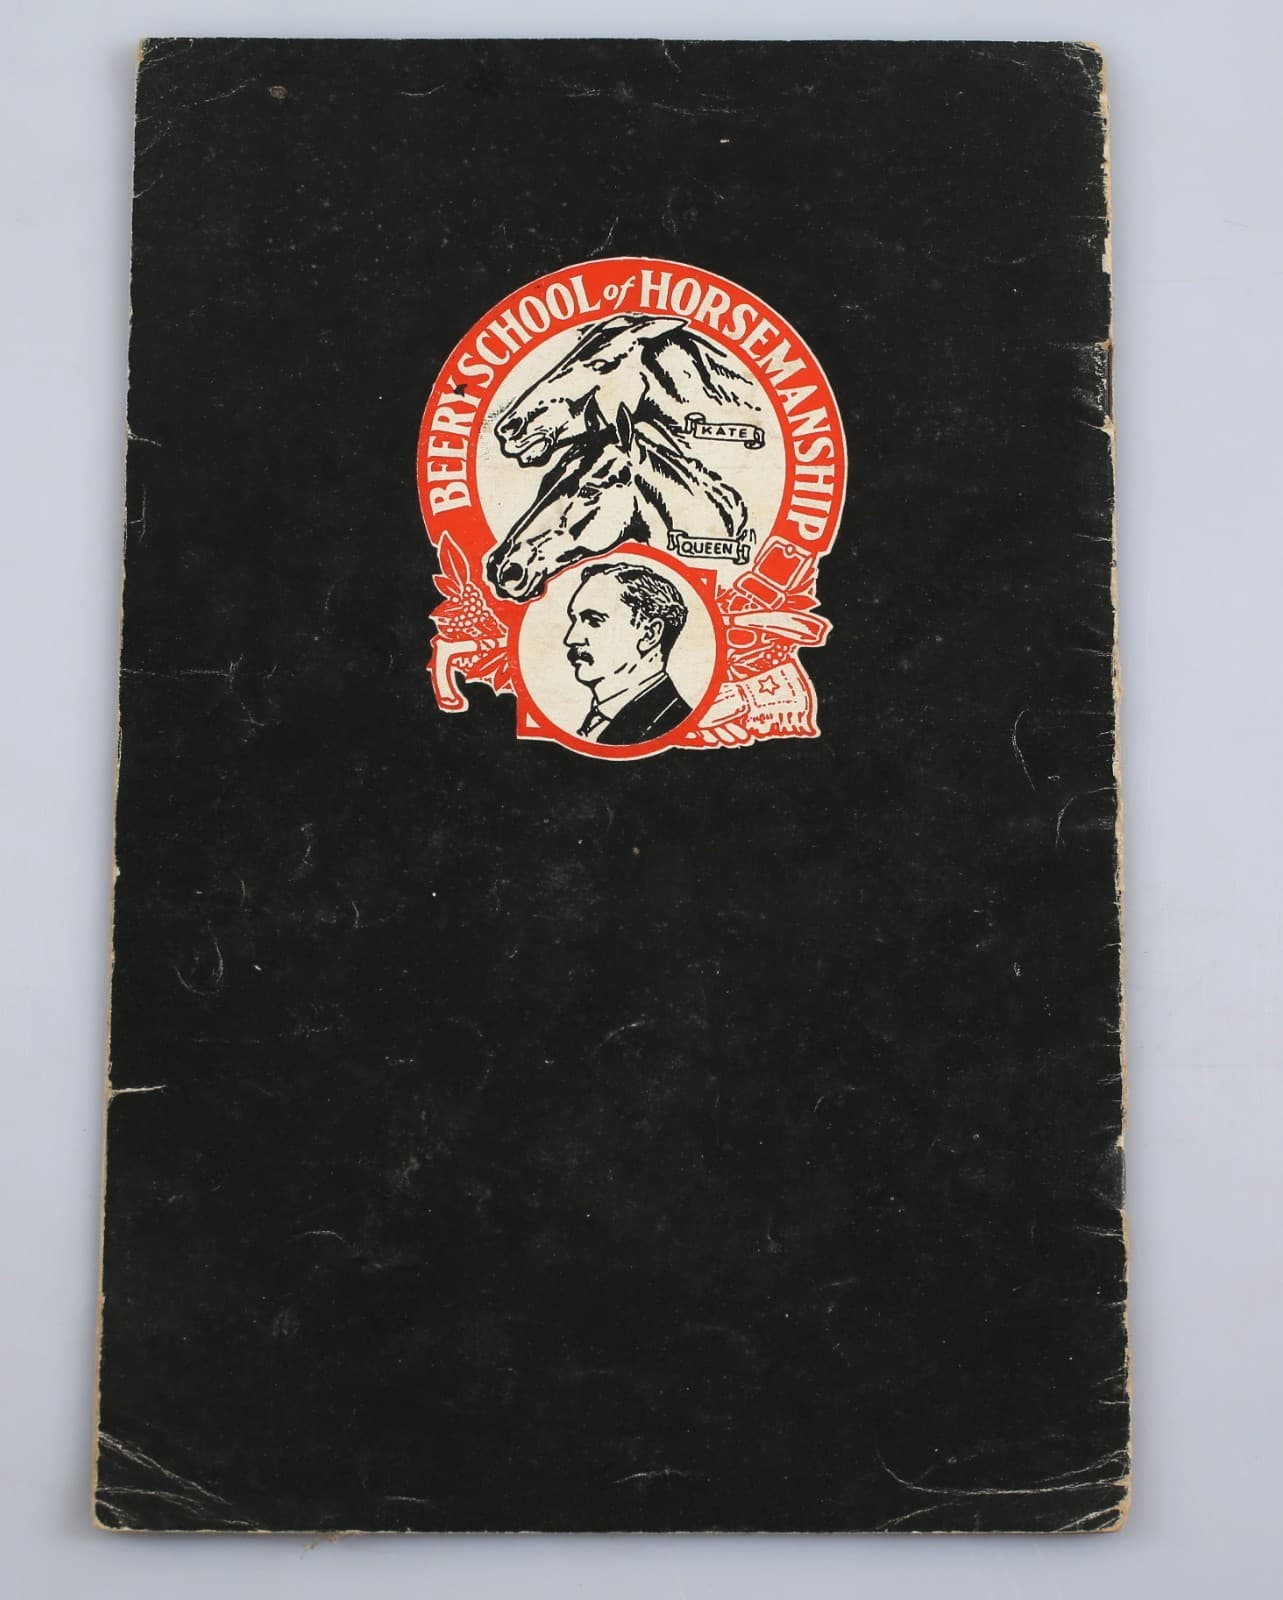 BEERY SCHOOL of HORSEMANSHIP
KATE
QUEEN